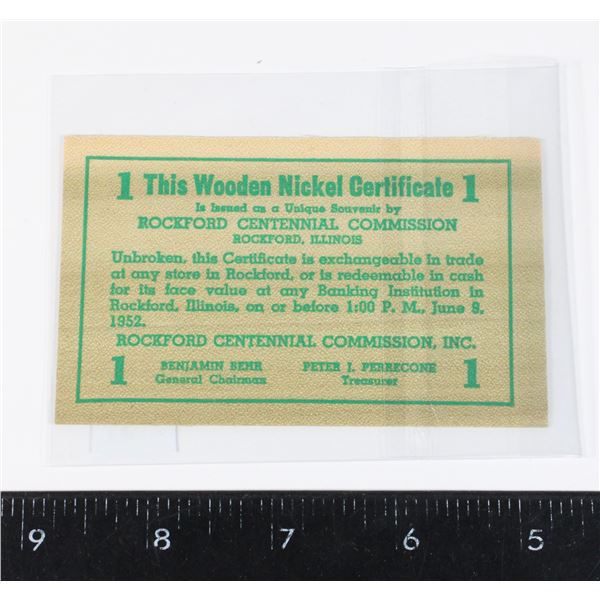 1 This Wooden Nickel Certificate 1
Is Issued as a Unique Souvenir by
ROCKFORD CENTENNIAL COMMISSION
ROCKFORD, ILLINOIS
Unbroken, this Certificate is exchangeable in trade
at any store in Rockford, or is redeemable in cash
for its face value at any Banking Institution in
Rockford, Illinois, on or before 1:00 P. M., June 9,
1952.
ROCKFORD CENTENNIAL COMMISSION, INC.
1 BENJAMIN BEHR PETER J. PERRECONE 1
General Chairman Treasurer
9 8 7 6 5